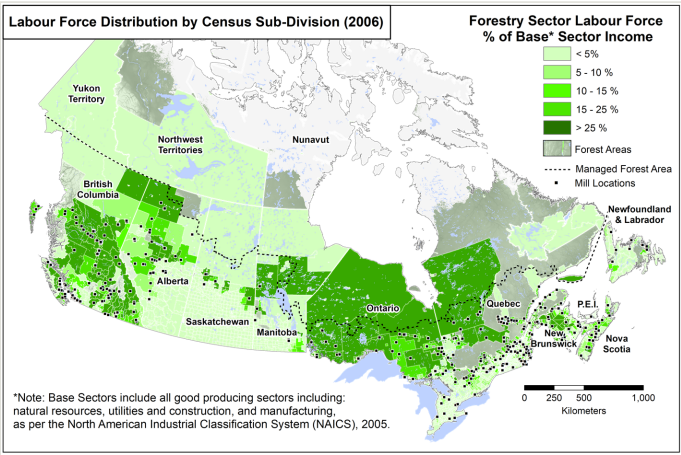 Labour Force Distribution by Census Sub-Division (2006)
Forestry Sector Labour Force
% of Base* Sector Income
< 5%
5 - 10 %
10 - 15 %
15 - 25 %
> 25 %
Forest Areas
Managed Forest Area
Mill Locations
Yukon
Territory
Northwest
Territories
Nunavut
British
Columbia
Newfoundland
& Labrador
Alberta
Saskatchewan
Manitoba
Ontario
Quebec
P.E.I.
New
Brunswick
Nova
Scotia
0 250 500 1,000
Kilometers
*Note: Base Sectors include all good producing sectors including:
natural resources, utilities and construction, and manufacturing,
as per the North American Industrial Classification System (NAICS), 2005.